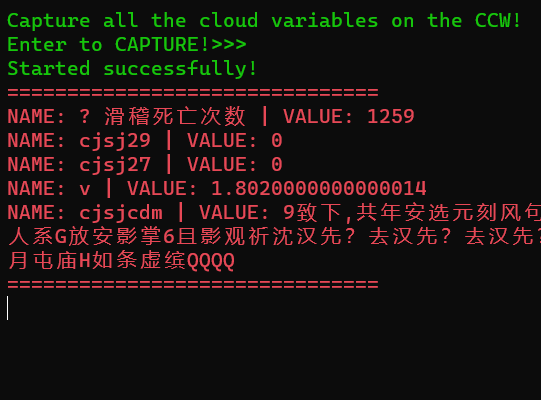 Capture all the cloud variables on the CCW!
Enter to CAPTURE!>>>
Started successfully!
===============================
NAME: ? 滑稽死亡次数 | VALUE: 1259
NAME: cjsj29 | VALUE: 0
NAME: cjsj27 | VALUE: 0
NAME: v | VALUE: 1.8020000000000014
NAME: cjsjcdm | VALUE: 9致下,共年安选元刻风句
人系G放安影掌6且影观祈沈汉先? 去汉先? 去汉先?
月屯庙H如条虚缤QQQQ
===============================